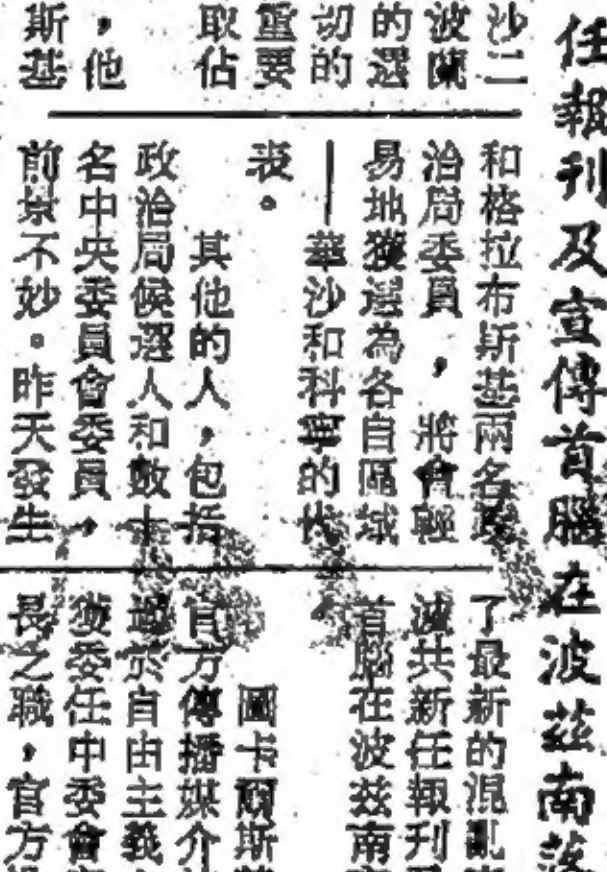 任報刊及宣傳首腦在波茲南落
沙二
波蘭
的選
切的
重要
取佔
，他
斯基
和格拉布斯基兩名
治局委員，將會輕
易地獲選為各自區域
——華沙和科寧的代
表。
其他的人，包括
政治局候選人和數十
名中央委員會委員，
前景不妙。昨天發生
了最新的混亂
波共新任報刊
首腦在波茲南
圖卡爾斯
官方傳播媒介
過於自由主義
獲委任中委會
長之職，官方